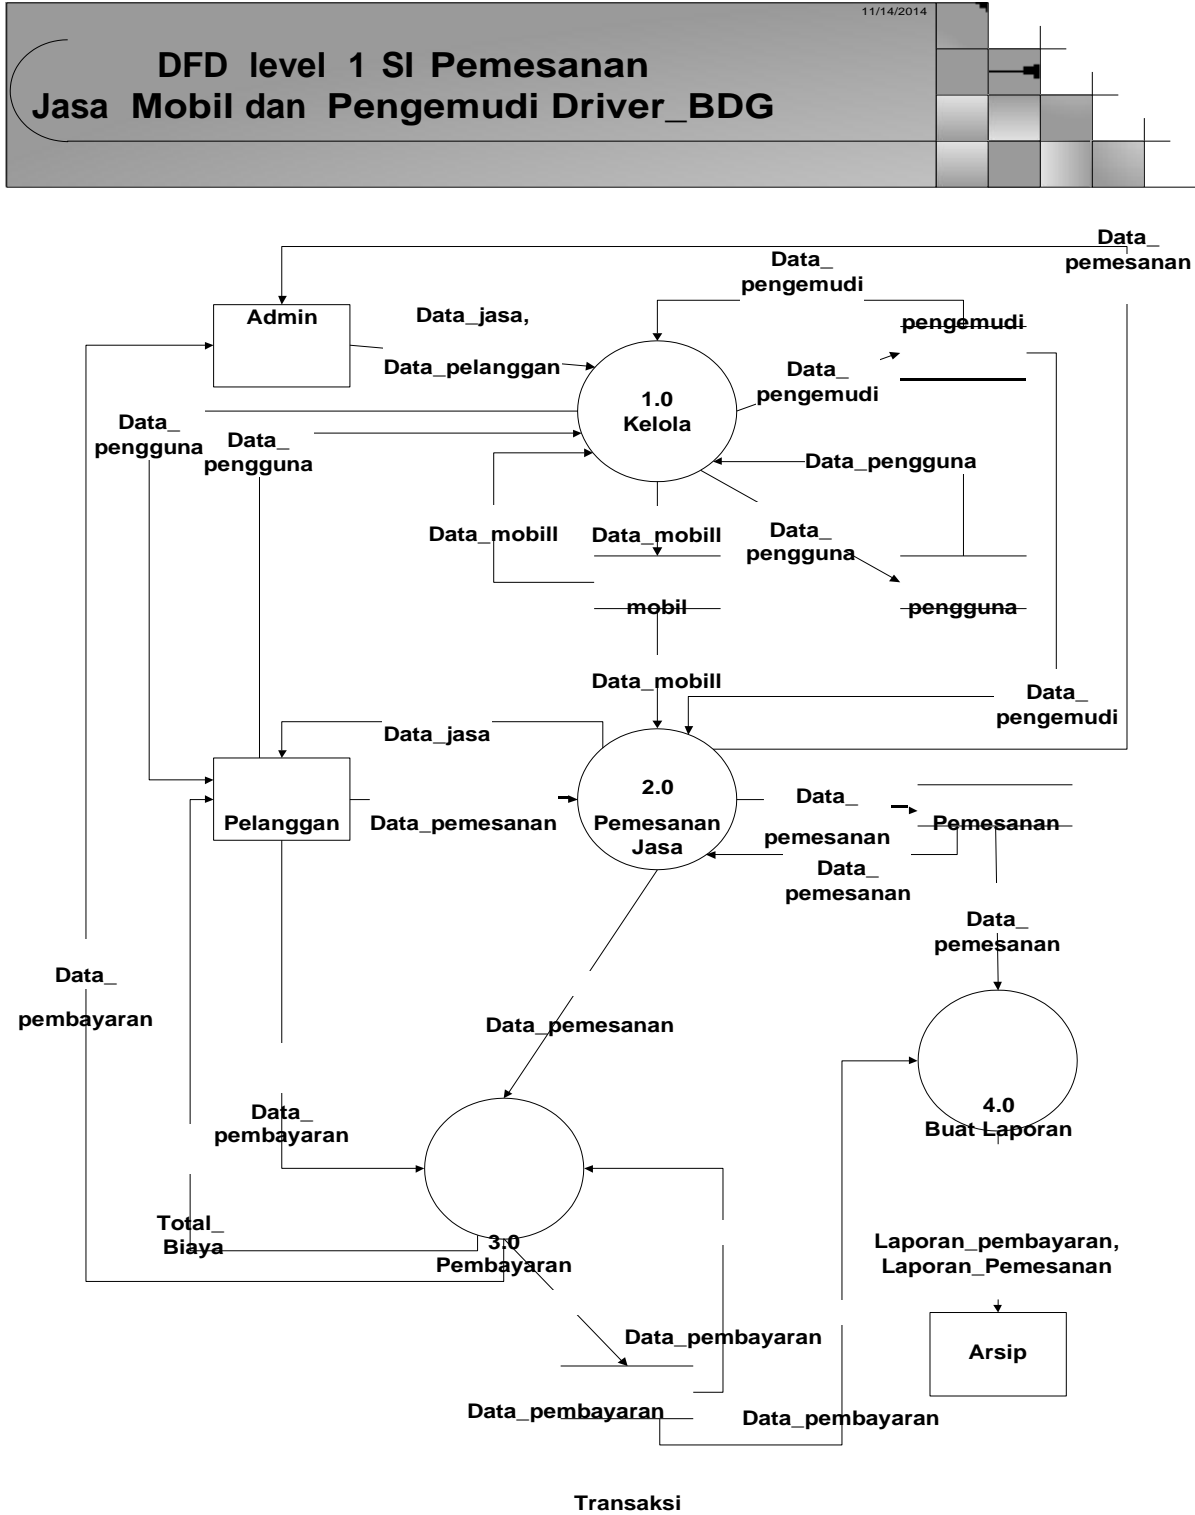 11/14/2014
DFD level 1 SI Pemesanan
Jasa Mobil dan Pengemudi Driver_BDG
Data_
pemesanan
Data_
pengemudi
Admin
Data_jasa,
pengemudi
Data_pelanggan
Data_
pengemudi
1.0
Kelola
Data_
pengguna
Data_
pengguna
Data_pengguna
Data_mobill
Data_mobill
Data_
pengguna
mobil
pengguna
Data_mobill
Data_
pengemudi
Data_jasa
2.0
Pemesanan
Jasa
Pelanggan
Data_pemesanan
Data_
pemesanan
Pemesanan
Data_
pemesanan
Data_
pemesanan
Data_
pembayaran
Data_pemesanan
4.0
Buat Laporan
Data_
pembayaran
Total_
Biaya
3.0
Pembayaran
Laporan_pembayaran,
Laporan_Pemesanan
Data_pembayaran
Arsip
Data_pembayaran
Data_pembayaran
Transaksi